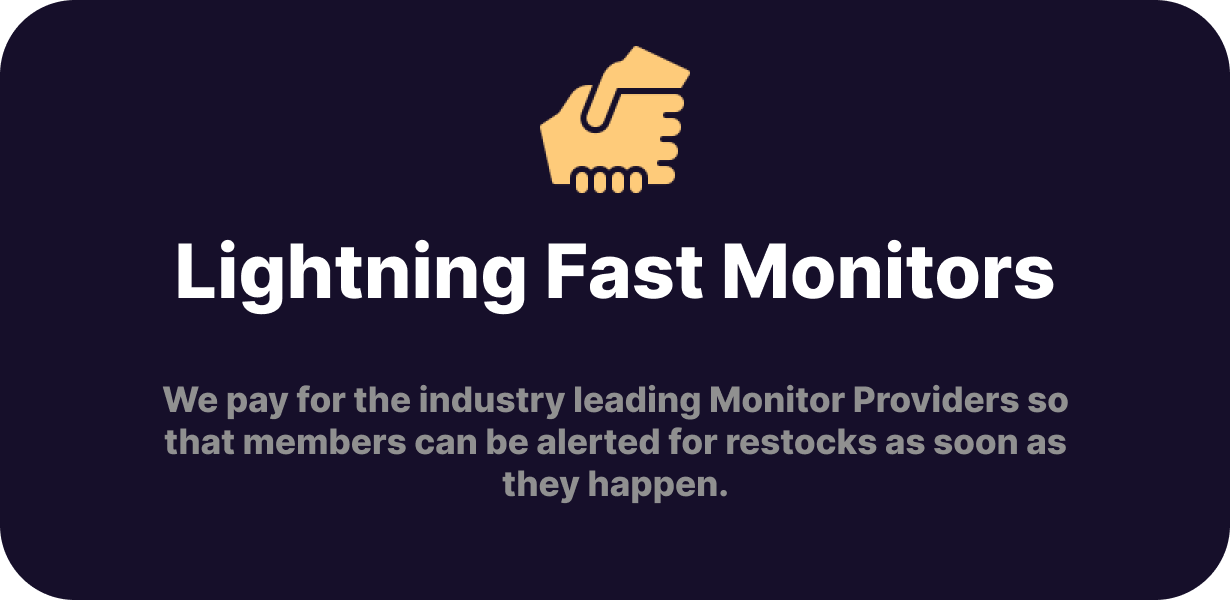 Lightning Fast Monitors
We pay for the industry leading Monitor Providers so
that members can be alerted for restocks as soon as
they happen.